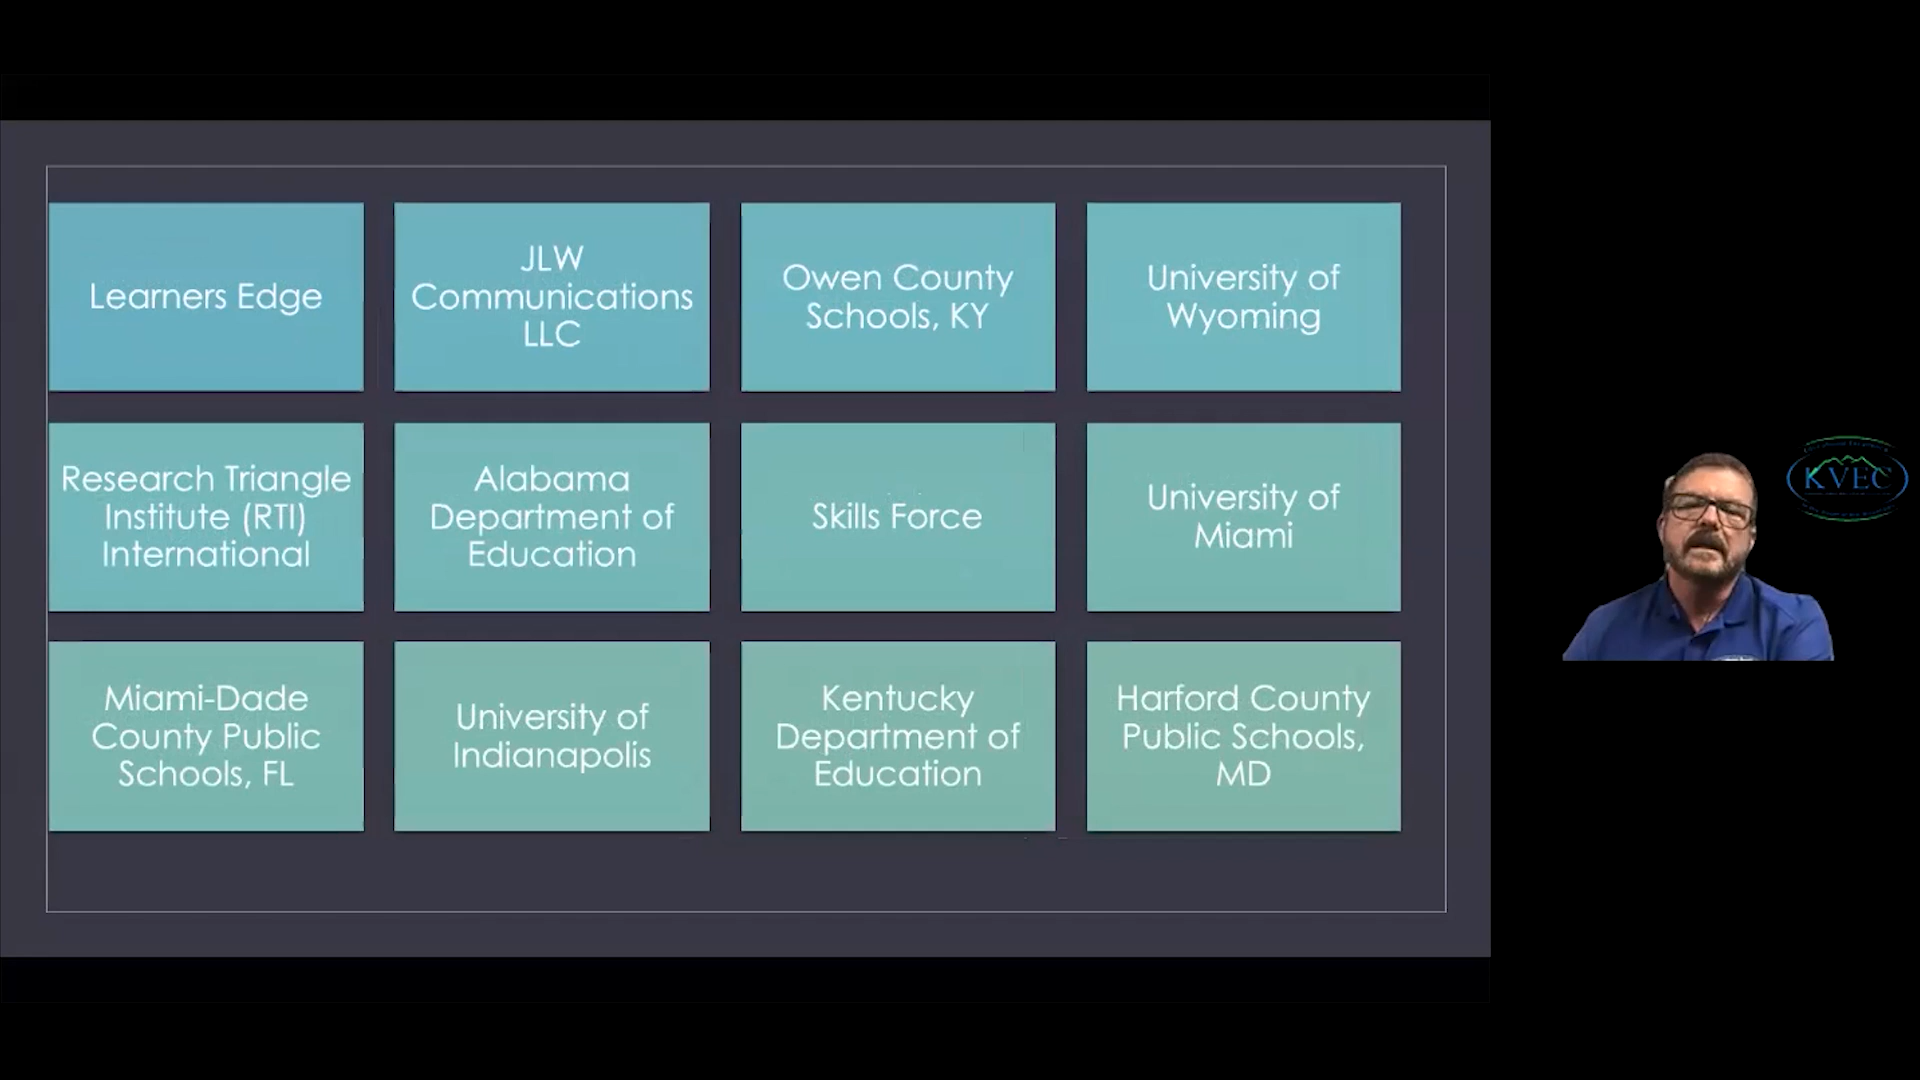 Learners Edge
JLW
Communications
LLC
Owen County
Schools, KY
University of
Wyoming
Research Triangle
Institute (RTI)
International
Alabama
Department of
Education
Skills Force
University of
Miami
Miami-Dade
County Public
Schools, FL
University of
Indianapolis
Kentucky
Department of
Education
Harford County
Public Schools,
MD
KVEC